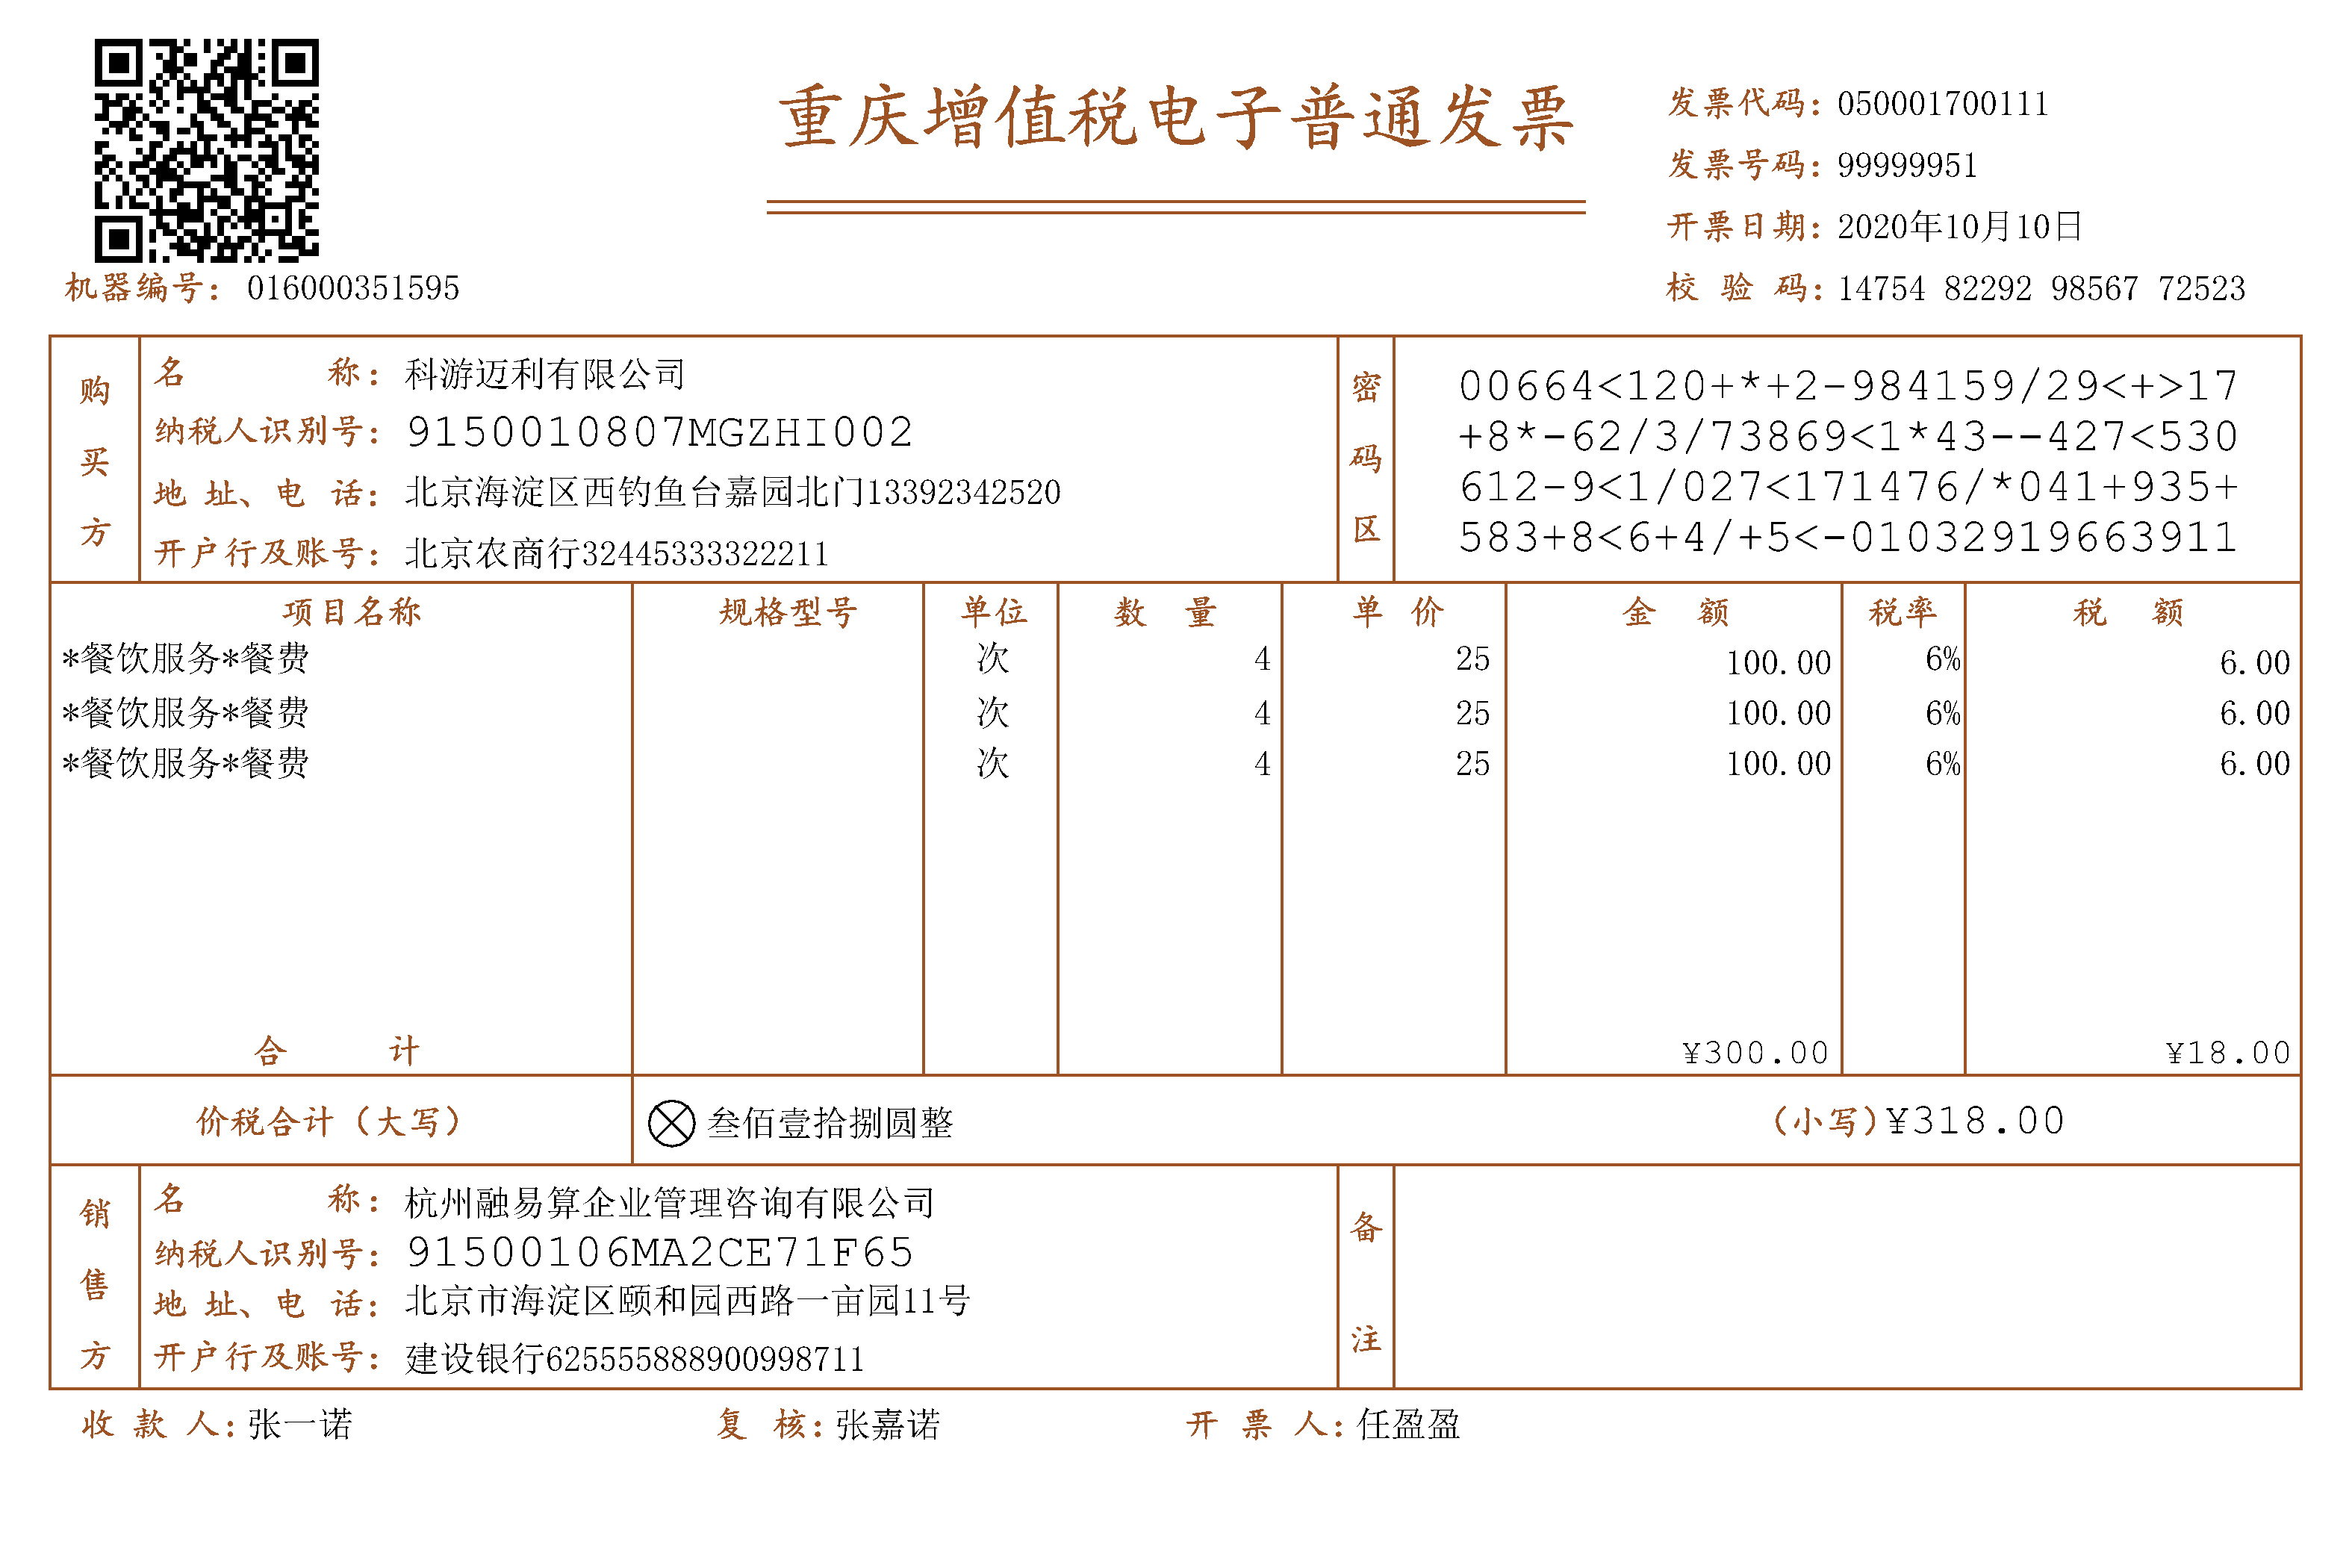 重庆增值税电子普通发票
发票代码：050001700111
发票号码：99999951
开票日期：2020年10月10日
机器编号：016000351595
校验码：14754 82292 98567 72523
购买方
名称：科游迈利有限公司
纳税人识别号：9150010807MGZHI002
地址、电话：北京海淀区西钓鱼台嘉园北门13392342520
开户行及账号：北京农商行32445333322211
密码区
00664<120+*+2-984159/29<+>17
+8*-62/3/73869<1*43--427<530
612-9<1/027<171476/*041+935+
583+8<6+4/+5<-01032919663911
项目名称 规格型号 单位 数量 单价 金额 税率 税额
*餐饮服务*餐费 次 4 25 100.00 6% 6.00
*餐饮服务*餐费 次 4 25 100.00 6% 6.00
*餐饮服务*餐费 次 4 25 100.00 6% 6.00
合计 ¥300.00 ¥18.00
价税合计（大写） 叁佰壹拾捌圆整 （小写）¥318.00
销售方
名称：杭州融易算企业管理咨询有限公司
纳税人识别号：91500106MA2CE71F65
地址、电话：北京市海淀区颐和园西路一亩园11号
开户行及账号：建设银行625555888900998711
备注
收款人：张一诺 复核：张嘉诺 开票人：任盈盈